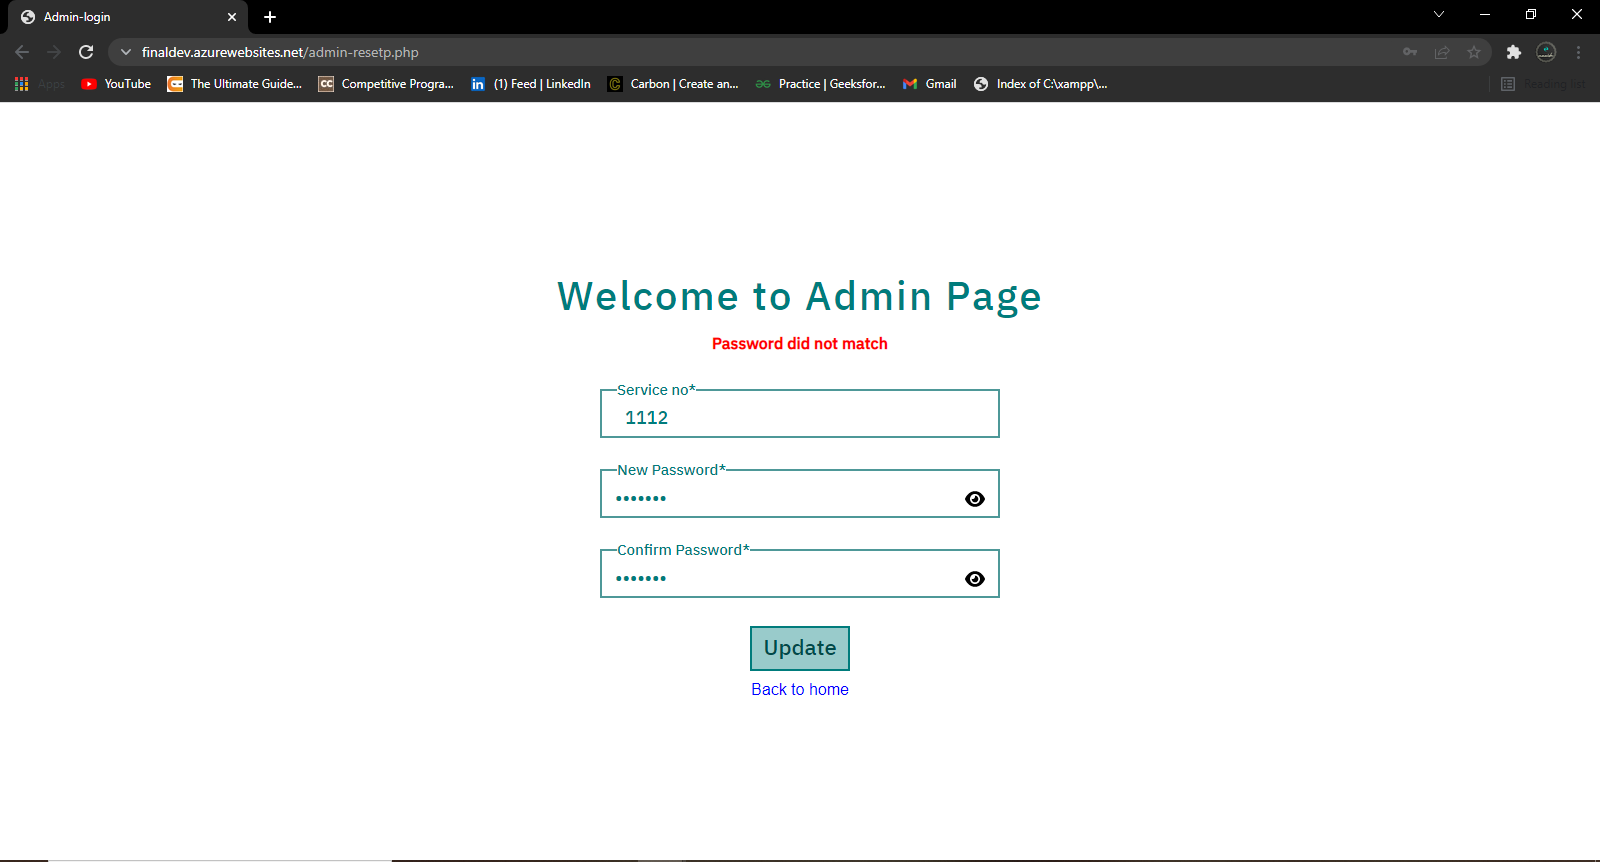 Admin-login
finaldev.azurewebsites.net/admin-resetp.php
Apps YouTube The Ultimate Guide... Competitive Progra... (1) Feed | LinkedIn Carbon | Create an... Practice | Geeksfor... Gmail Index of C:\xampp\... Reading list
Welcome to Admin Page
Password did not match
Service no*
1112
New Password*
•••••••
Confirm Password*
•••••••
Update
Back to home